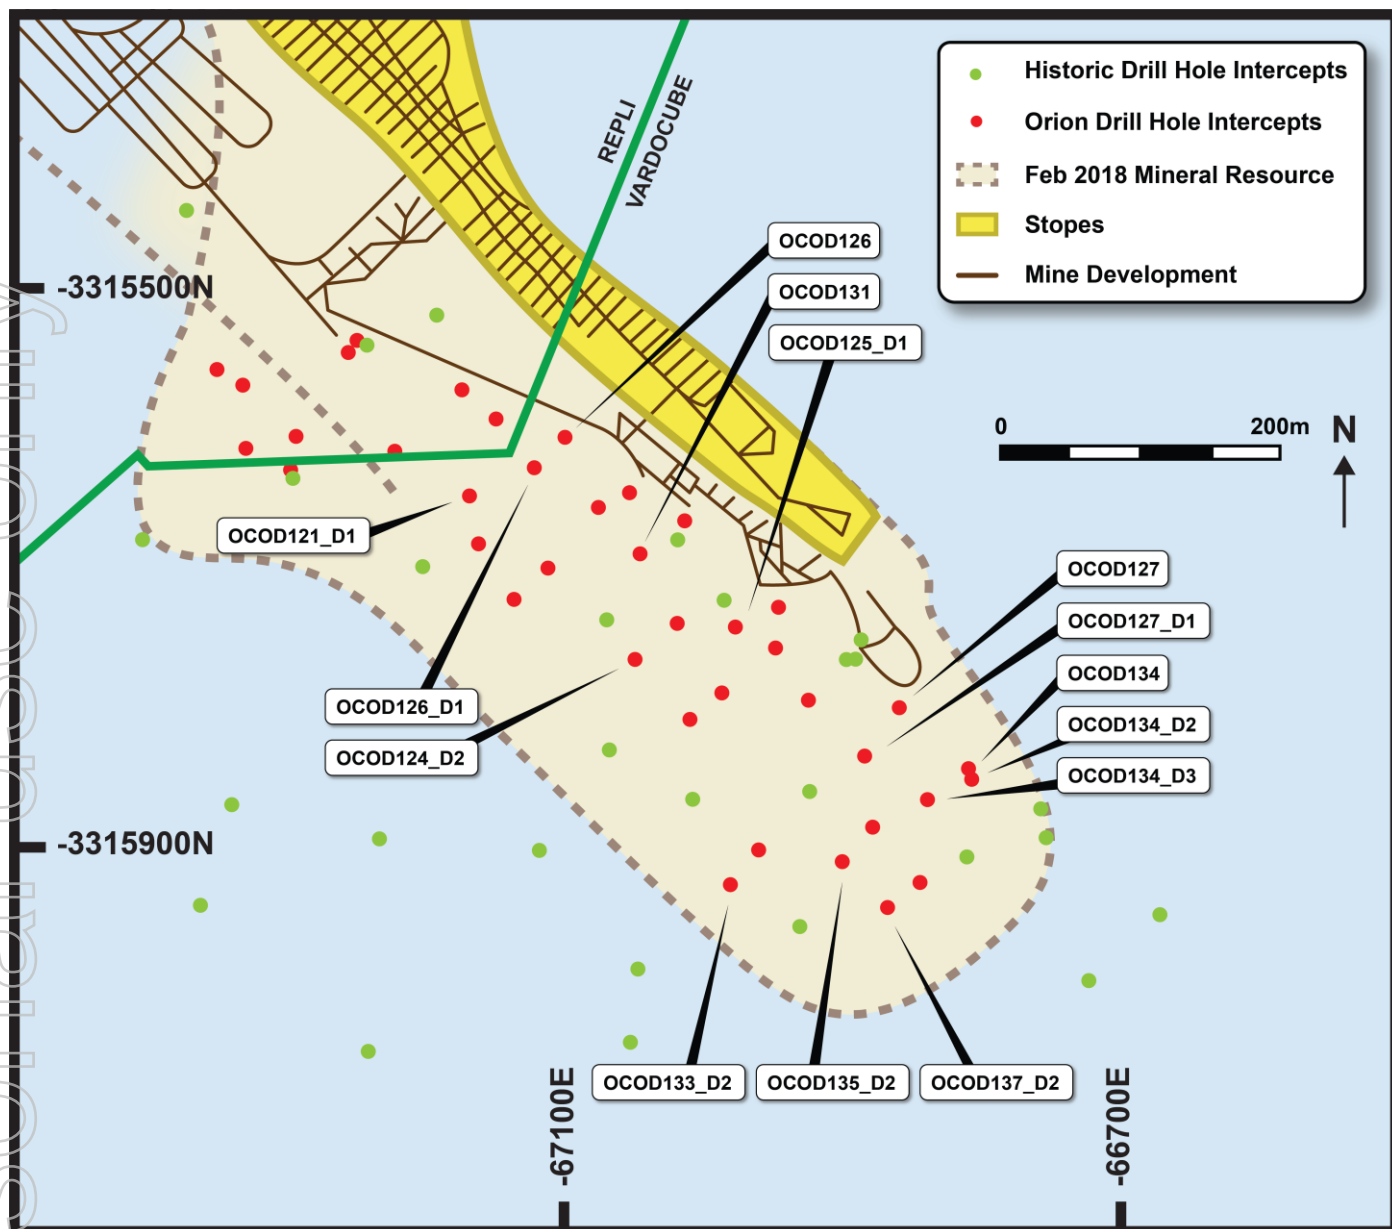 Historic Drill Hole Intercepts
Orion Drill Hole Intercepts
Feb 2018 Mineral Resource
Stopes
Mine Development
REPLI
VARDOCUBE
OCOD126
OCOD131
OCOD125_D1
-3315500N
0 200m
N
OCOD121_D1
OCOD127
OCOD127_D1
OCOD134
OCOD134_D2
OCOD134_D3
OCOD126_D1
OCOD124_D2
-3315900N
OCOD133_D2
OCOD135_D2
OCOD137_D2
-67100E
-66700E